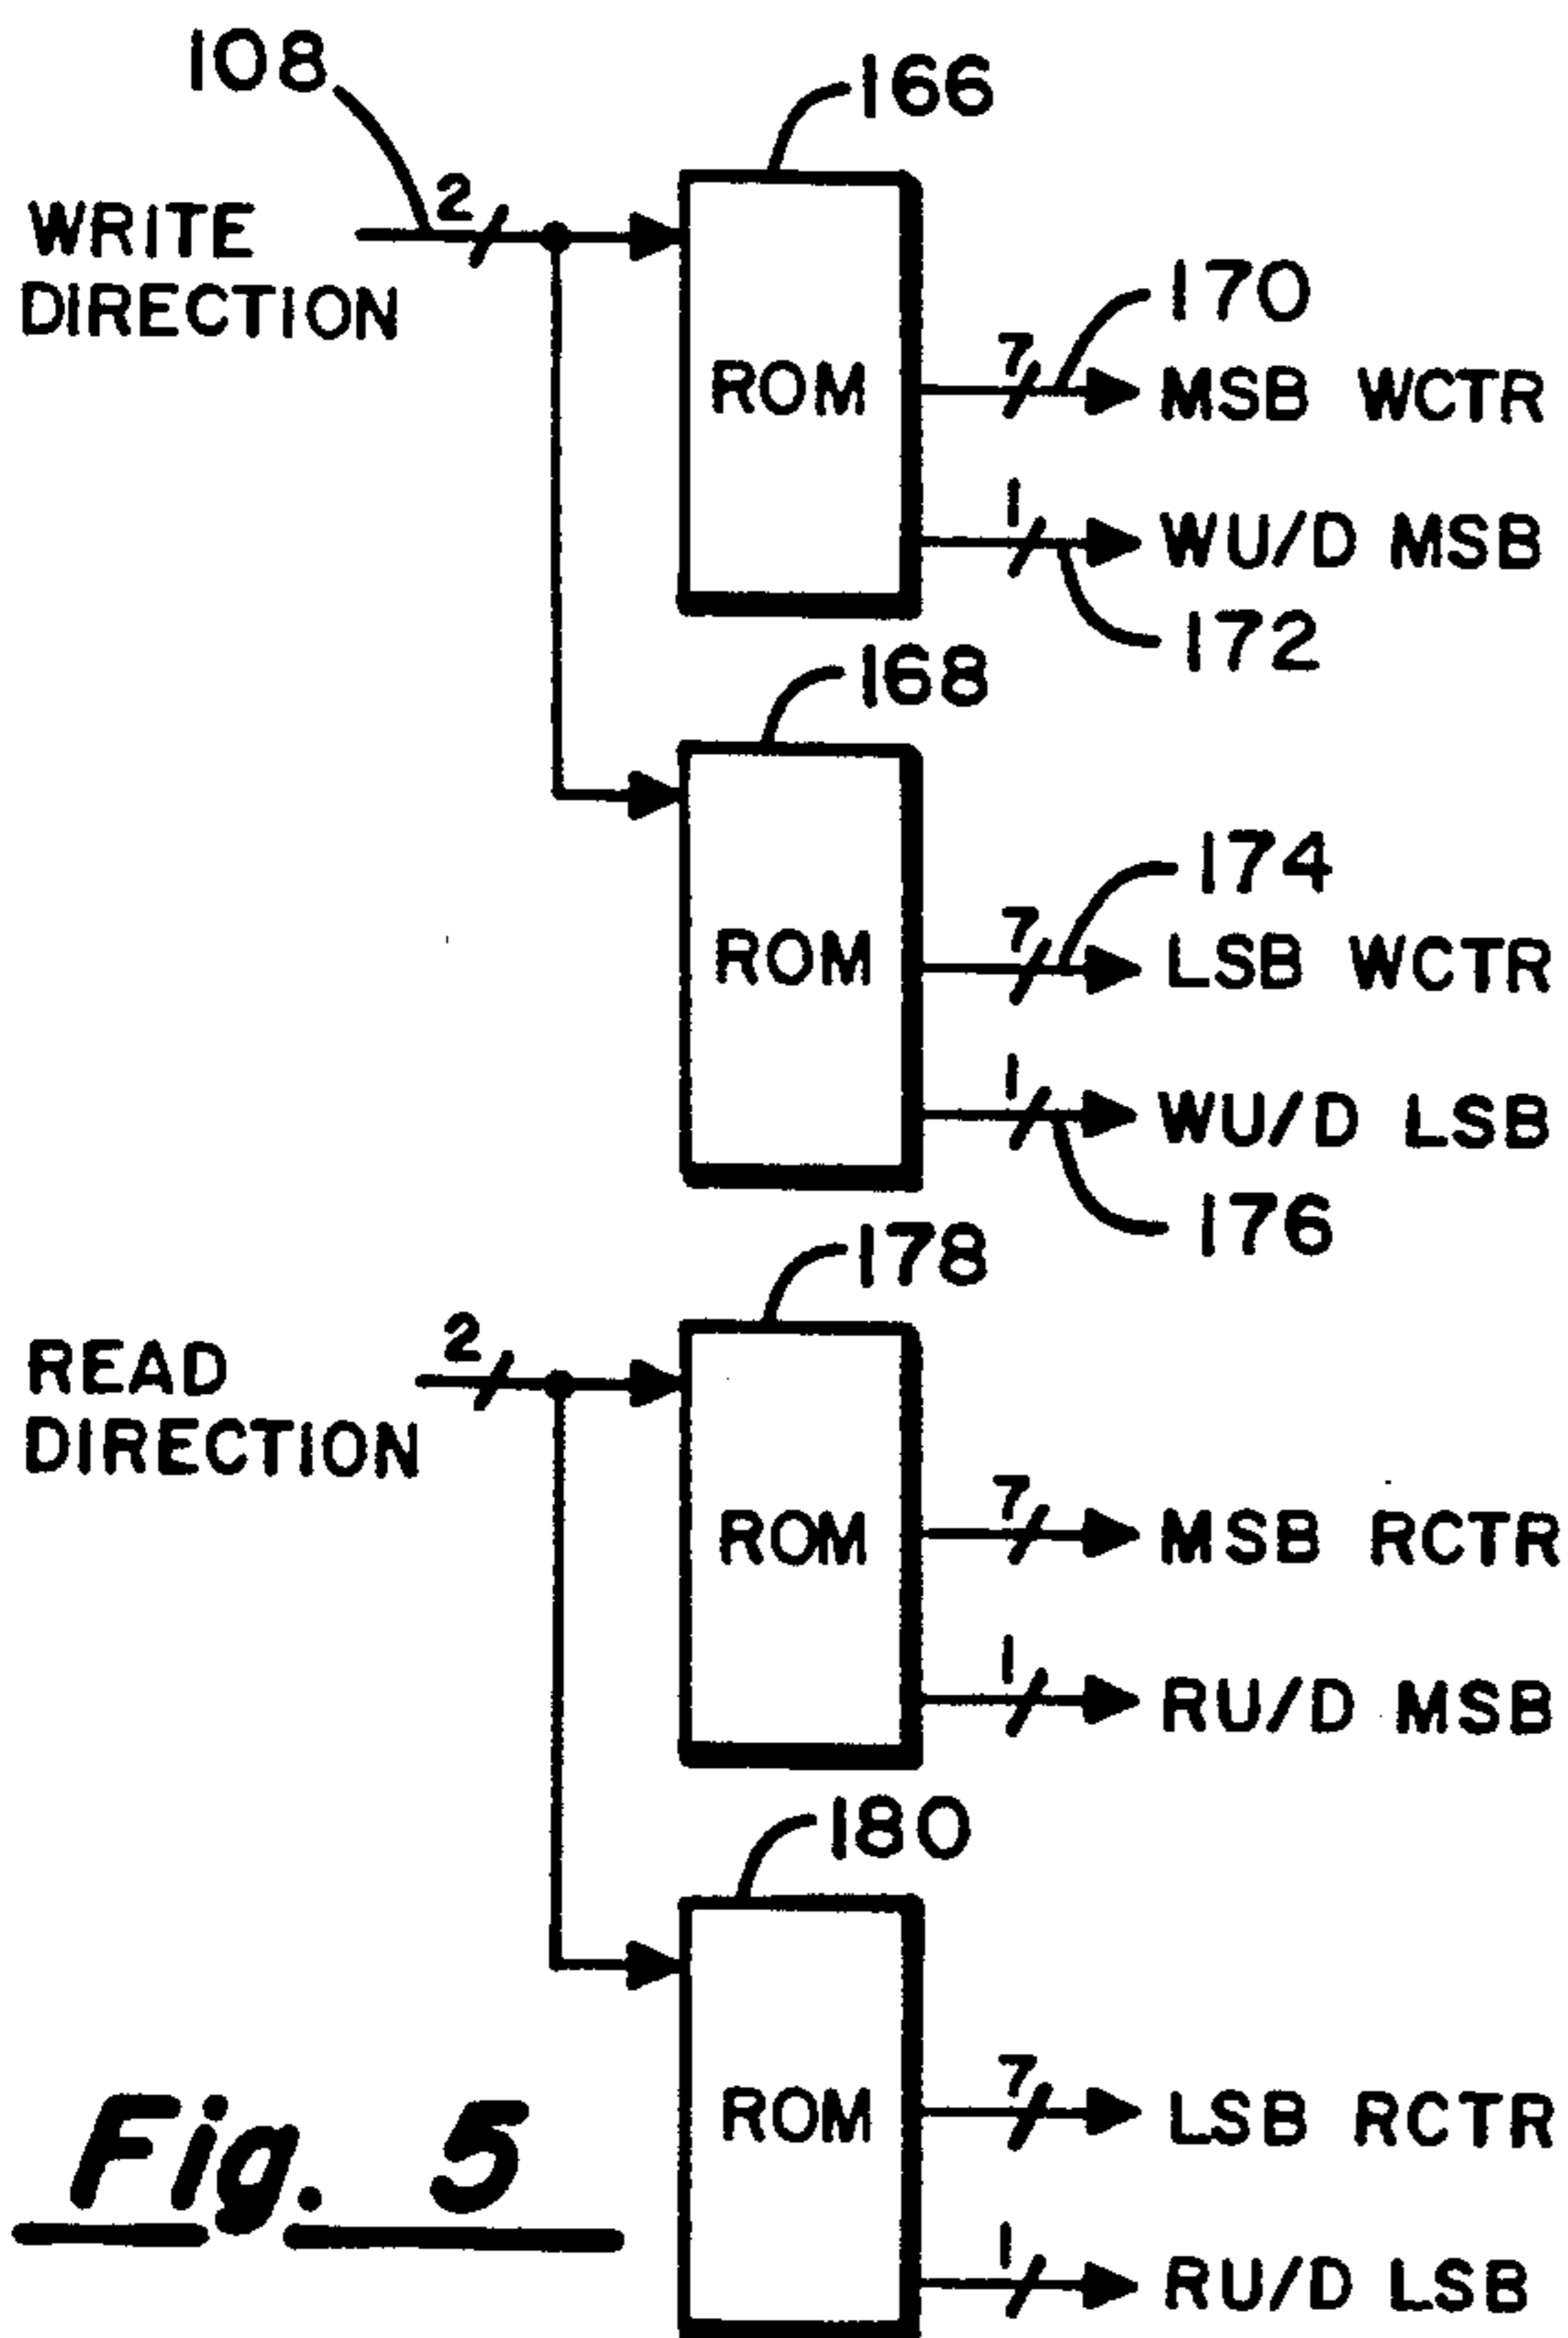 108
166
2
WRITE
DIRECTION
170
7
ROM
MSB WCTR
1
WU/D MSB
172
168
174
7
ROM
LSB WCTR
1
WU/D LSB
176
178
2
READ
DIRECTION
7
ROM
MSB RCTR
1
RU/D MSB
180
7
ROM
LSB RCTR
Fig. 5
1
RU/D LSB